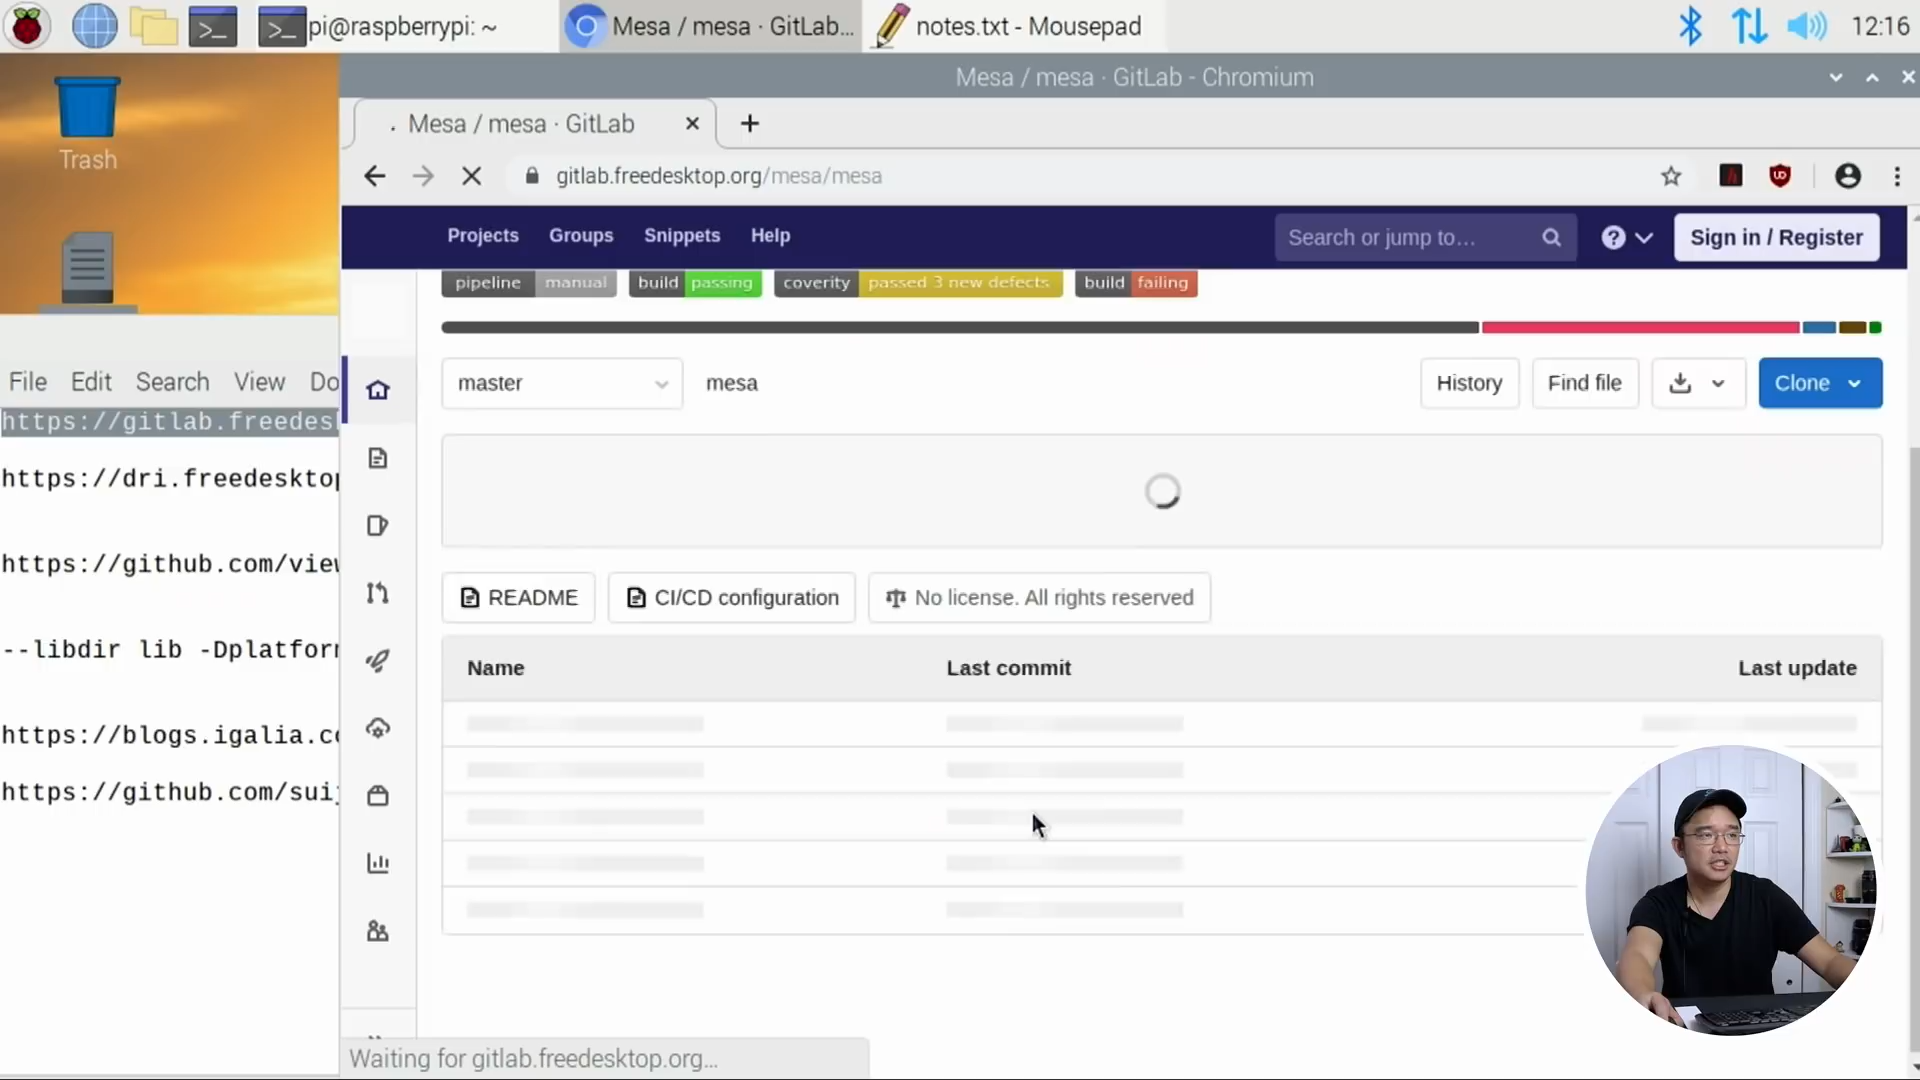 pi@raspberrypi: ~
Mesa / mesa · GitLab...
notes.txt - Mousepad
12:16
Mesa / mesa · GitLab - Chromium
Trash
Mesa / mesa · GitLab
gitlab.freedesktop.org/mesa/mesa
Projects Groups Snippets Help
Search or jump to...
Sign in / Register
pipeline manual build passing coverity passed 3 new defects build failing
master
mesa
History
Find file
Clone
README
CI/CD configuration
No license. All rights reserved
Name Last commit Last update
Waiting for gitlab.freedesktop.org...
File Edit Search View Do
https://gitlab.freedes
https://dri.freedesktop
https://github.com/view
--libdir lib -Dplatfor
https://blogs.igalia.c
https://github.com/sui